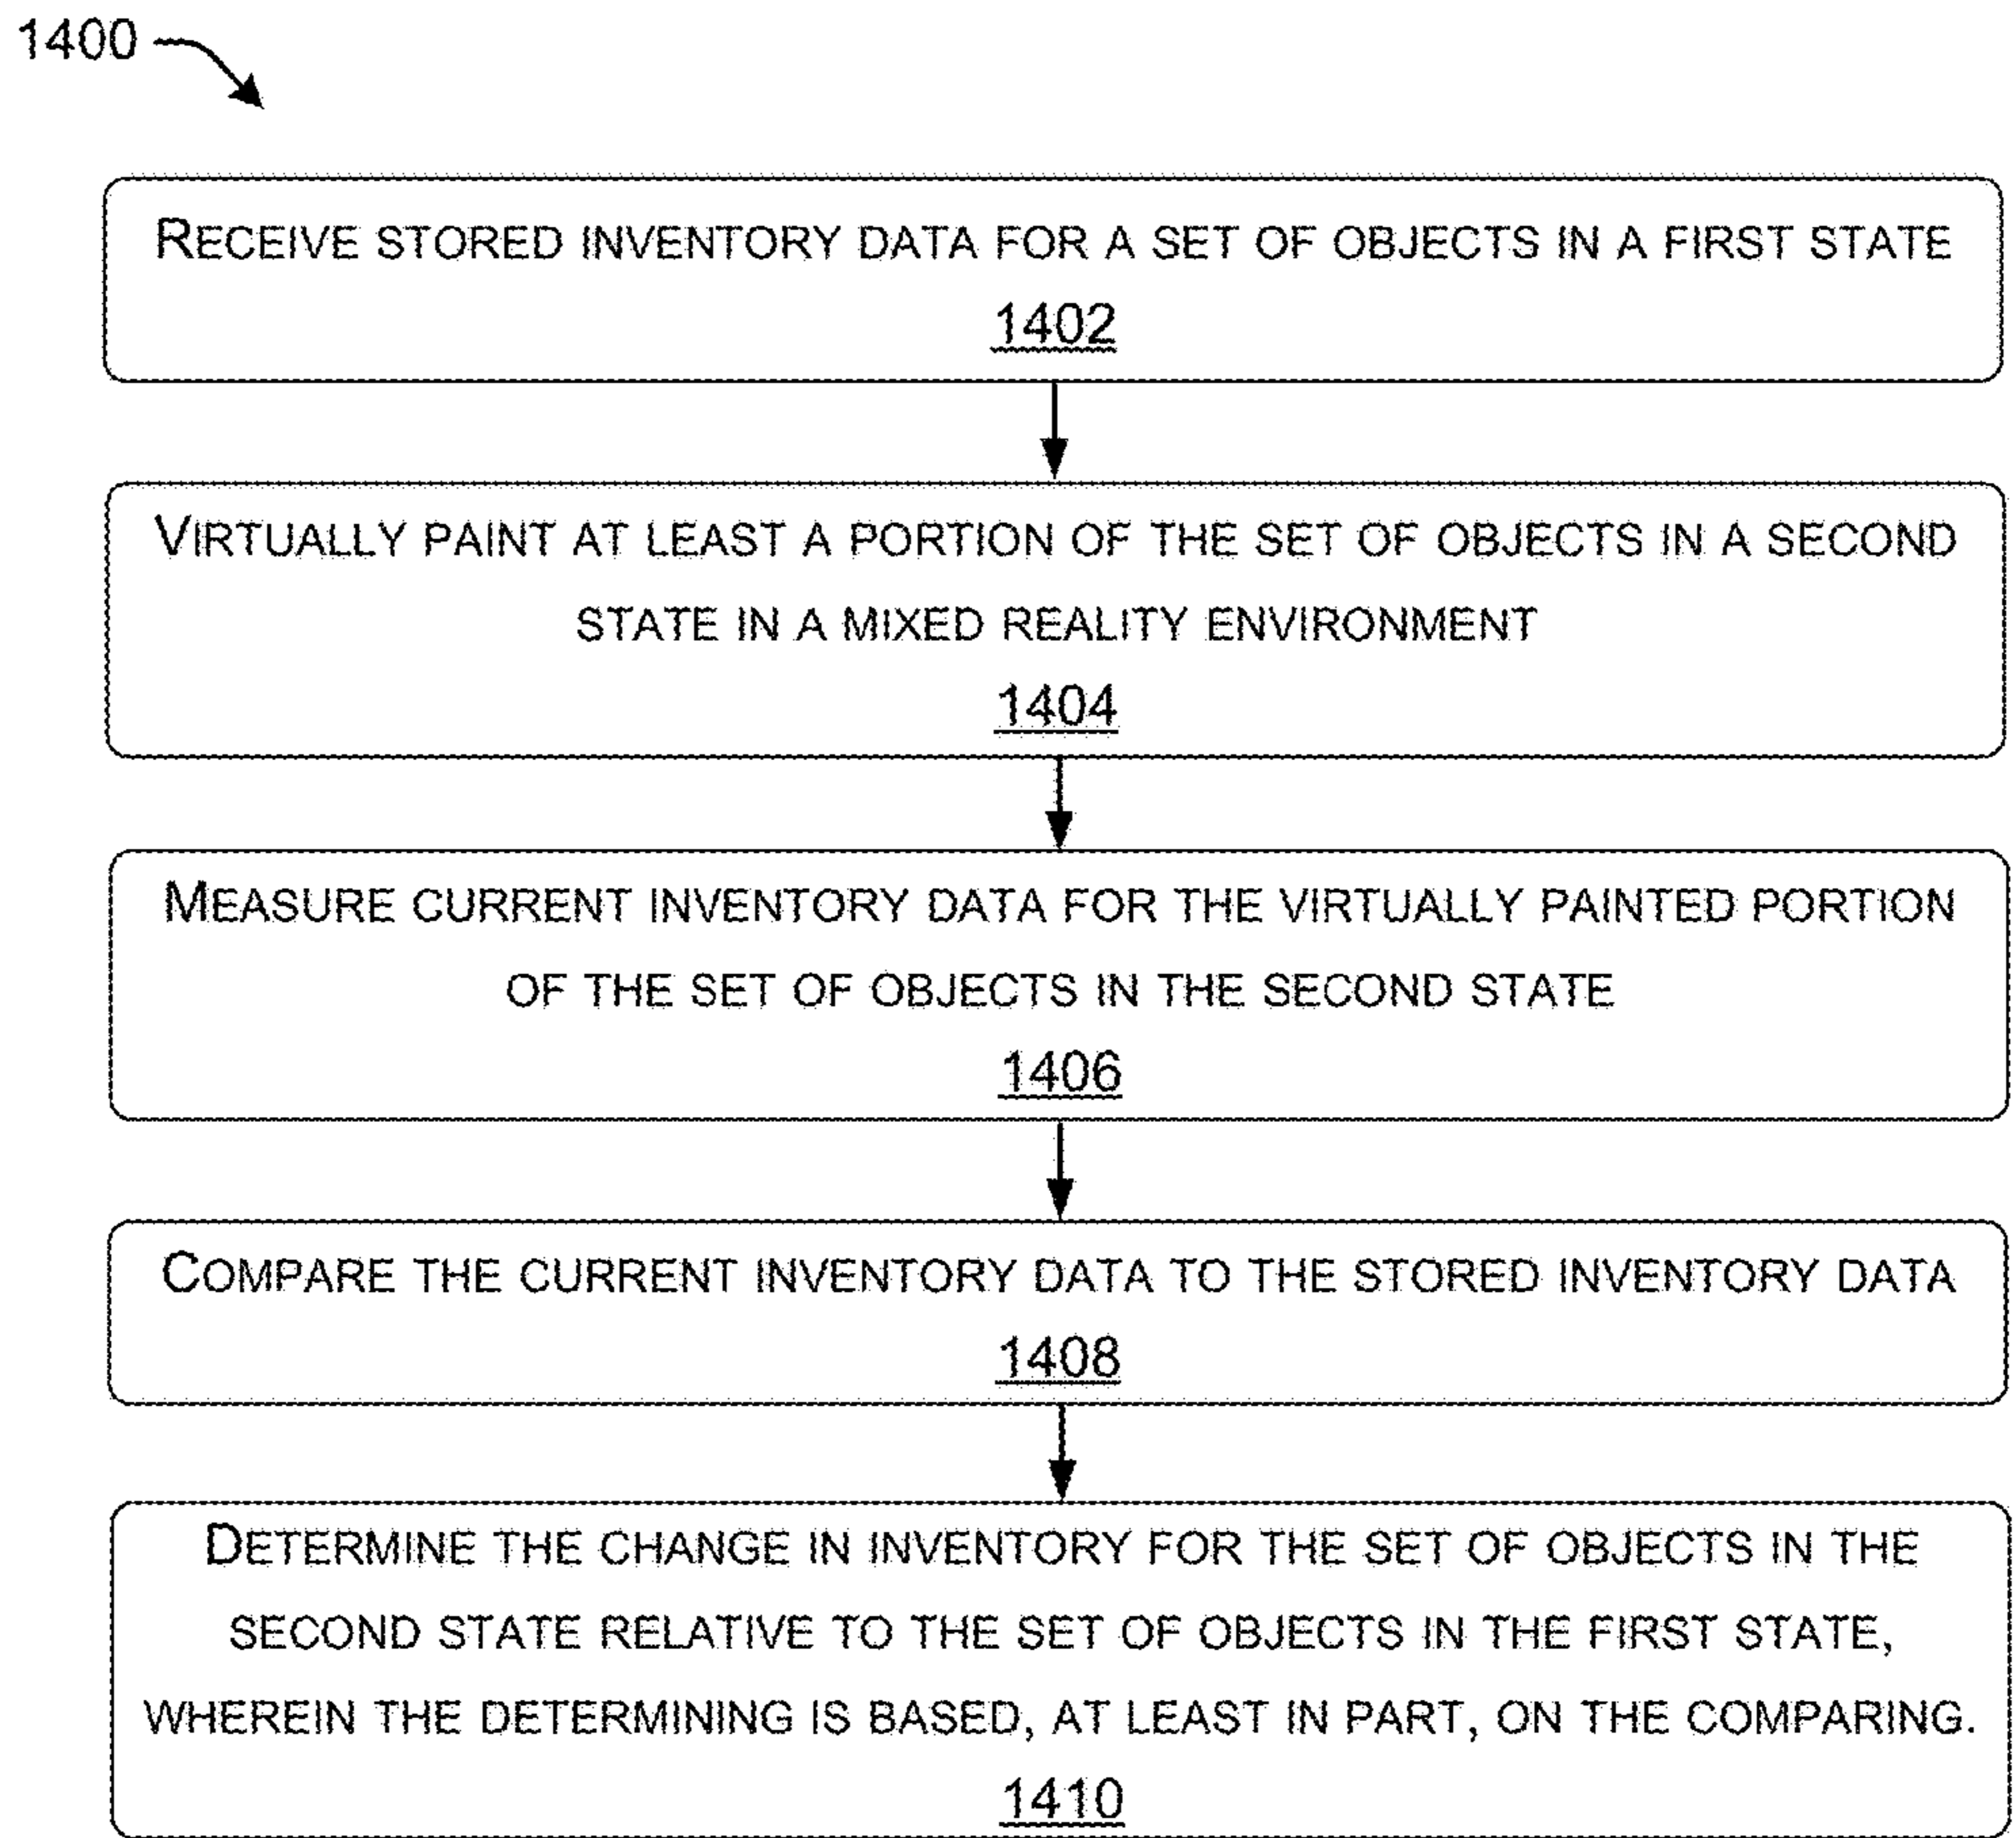 1400
RECEIVE STORED INVENTORY DATA FOR A SET OF OBJECTS IN A FIRST STATE
1402
VIRTUALLY PAINT AT LEAST A PORTION OF THE SET OF OBJECTS IN A SECOND
STATE IN A MIXED REALITY ENVIRONMENT
1404
MEASURE CURRENT INVENTORY DATA FOR THE VIRTUALLY PAINTED PORTION
OF THE SET OF OBJECTS IN THE SECOND STATE
1406
COMPARE THE CURRENT INVENTORY DATA TO THE STORED INVENTORY DATA
1408
DETERMINE THE CHANGE IN INVENTORY FOR THE SET OF OBJECTS IN THE
SECOND STATE RELATIVE TO THE SET OF OBJECTS IN THE FIRST STATE,
WHEREIN THE DETERMINING IS BASED, AT LEAST IN PART, ON THE COMPARING.
1410